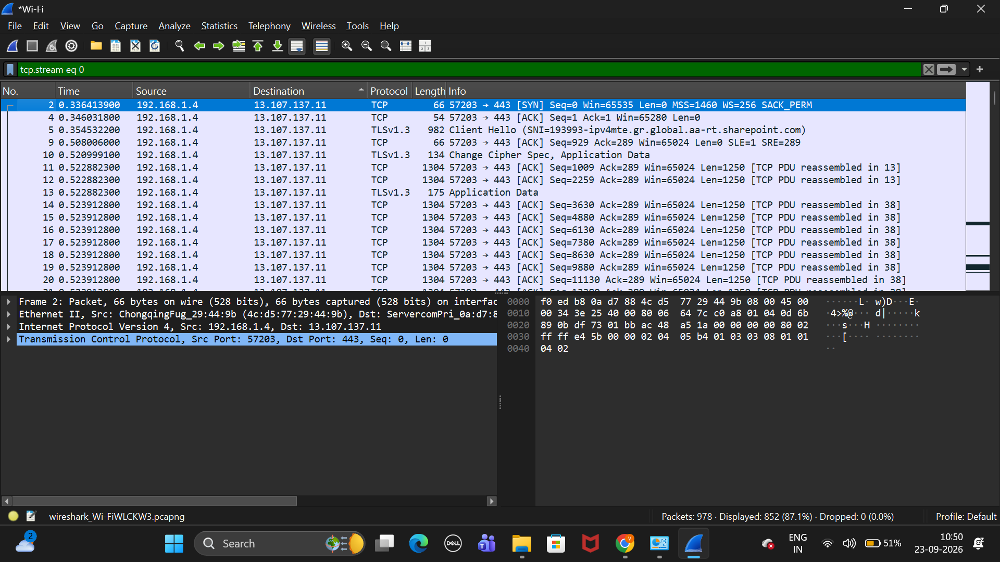 *Wi-Fi
File Edit View Go Capture Analyze Statistics Telephony Wireless Tools Help
tcp.stream eq 0
No. Time Source Destination Protocol Length Info
2 0.336413900 192.168.1.4 13.107.137.11 TCP 66 57203 → 443 [SYN] Seq=0 Win=65535 Len=0 MSS=1460 WS=256 SACK_PERM
4 0.346031800 192.168.1.4 13.107.137.11 TCP 54 57203 → 443 [ACK] Seq=1 Ack=1 Win=65280 Len=0
5 0.354532200 192.168.1.4 13.107.137.11 TLSv1.3 982 Client Hello (SNI=193993-ipv4mte.gr.global.aa-rt.sharepoint.com)
9 0.508006000 192.168.1.4 13.107.137.11 TCP 66 57203 → 443 [ACK] Seq=929 Ack=289 Win=65024 Len=0 SLE=1 SRE=289
10 0.520999100 192.168.1.4 13.107.137.11 TLSv1.3 134 Change Cipher Spec, Application Data
11 0.522882300 192.168.1.4 13.107.137.11 TCP 1304 57203 → 443 [ACK] Seq=1009 Ack=289 Win=65024 Len=1250 [TCP PDU reassembled in 13]
12 0.522882300 192.168.1.4 13.107.137.11 TCP 1304 57203 → 443 [ACK] Seq=2259 Ack=289 Win=65024 Len=1250 [TCP PDU reassembled in 13]
13 0.522882300 192.168.1.4 13.107.137.11 TLSv1.3 175 Application Data
14 0.523912800 192.168.1.4 13.107.137.11 TCP 1304 57203 → 443 [ACK] Seq=3630 Ack=289 Win=65024 Len=1250 [TCP PDU reassembled in 38]
15 0.523912800 192.168.1.4 13.107.137.11 TCP 1304 57203 → 443 [ACK] Seq=4880 Ack=289 Win=65024 Len=1250 [TCP PDU reassembled in 38]
16 0.523912800 192.168.1.4 13.107.137.11 TCP 1304 57203 → 443 [ACK] Seq=6130 Ack=289 Win=65024 Len=1250 [TCP PDU reassembled in 38]
17 0.523912800 192.168.1.4 13.107.137.11 TCP 1304 57203 → 443 [ACK] Seq=7380 Ack=289 Win=65024 Len=1250 [TCP PDU reassembled in 38]
18 0.523912800 192.168.1.4 13.107.137.11 TCP 1304 57203 → 443 [ACK] Seq=8630 Ack=289 Win=65024 Len=1250 [TCP PDU reassembled in 38]
19 0.523912800 192.168.1.4 13.107.137.11 TCP 1304 57203 → 443 [ACK] Seq=9880 Ack=289 Win=65024 Len=1250 [TCP PDU reassembled in 38]
20 0.523912800 192.168.1.4 13.107.137.11 TCP 1304 57203 → 443 [ACK] Seq=11130 Ack=289 Win=65024 Len=1250 [TCP PDU reassembled in 38]
Frame 2: Packet, 66 bytes on wire (528 bits), 66 bytes captured (528 bits) on interfac
Ethernet II, Src: ChongqingFug_29:44:9b (4c:d5:77:29:44:9b), Dst: ServercomPri_0a:d7:8
Internet Protocol Version 4, Src: 192.168.1.4, Dst: 13.107.137.11
Transmission Control Protocol, Src Port: 57203, Dst Port: 443, Seq: 0, Len: 0
0000 f0 ed b8 0a d7 88 4c d5 77 29 44 9b 08 00 45 00 ······L· w)D···E·
0010 00 34 3e 25 40 00 80 06 64 7c c0 a8 01 04 0d 6b ·4>%@··· d|·····k
0020 89 0b df 73 01 bb ac 48 a5 1a 00 00 00 00 80 02 ···s···H ········
0030 ff ff e4 5b 00 00 02 04 05 b4 01 03 03 08 01 01 ···[···· ········
0040 04 02 ··
wireshark_Wi-FiWLCKW3.pcapng
Packets: 978 · Displayed: 852 (87.1%) · Dropped: 0 (0.0%)
Profile: Default
2
Search
DELL
ENG
IN
51%
10:50
23-09-2026